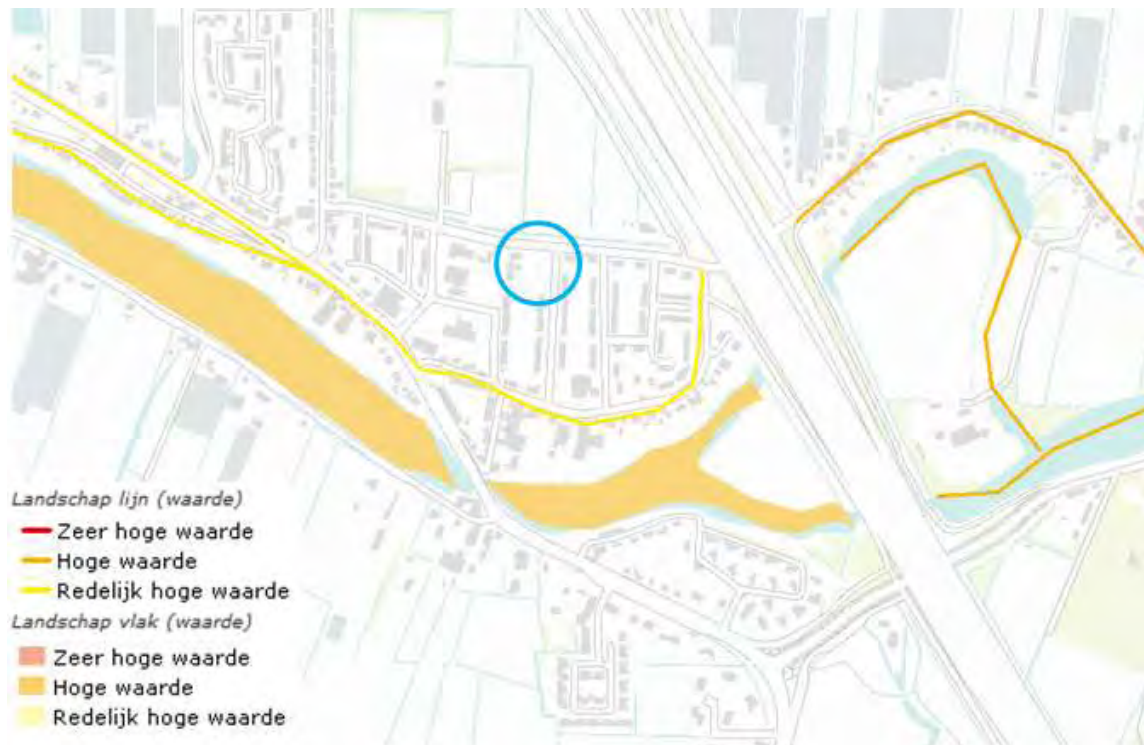 Landschap lijn (waarde)
Zeer hoge waarde
Hoge waarde
Redelijk hoge waarde
Landschap vlak (waarde)
Zeer hoge waarde
Hoge waarde
Redelijk hoge waarde